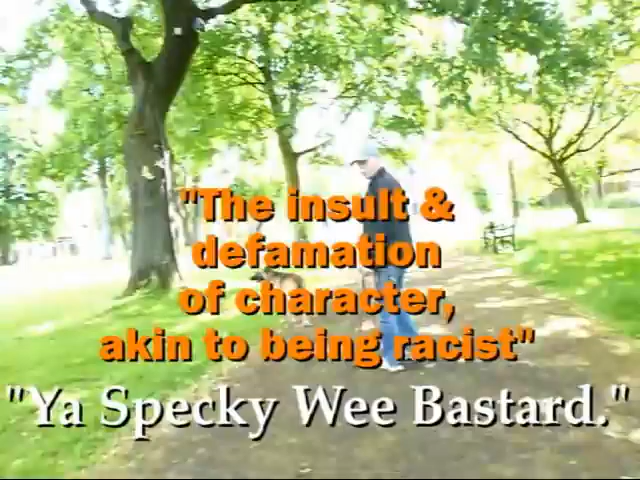 "The insult &
defamation
of character,
akin to being racist"
"Ya Specky Wee Bastard."